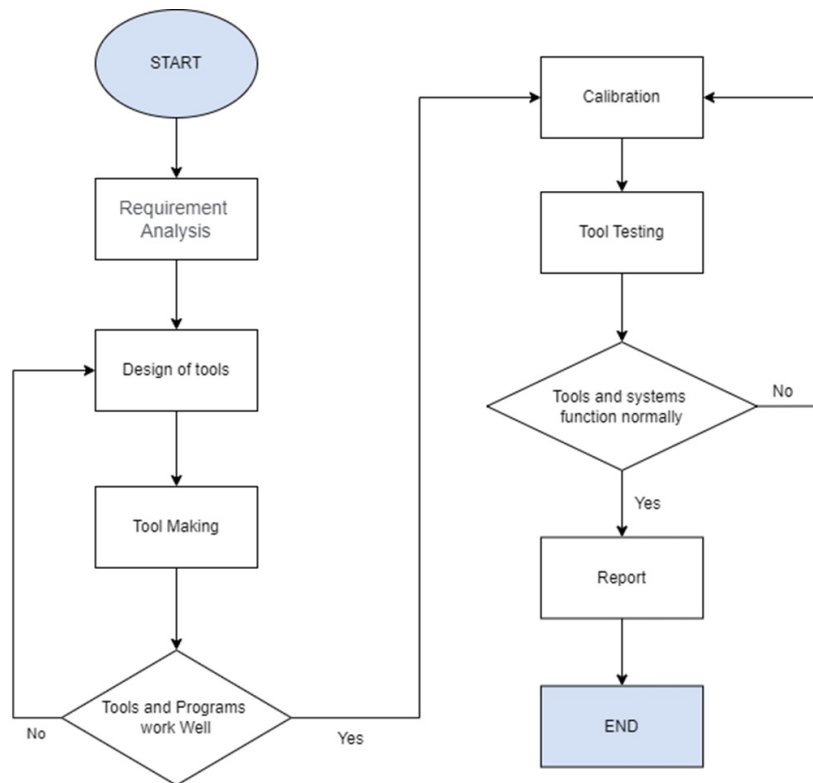 START
Requirement
Analysis
Design of tools
Tool Making
Tools and Programs
work Well
No
Yes
Calibration
Tool Testing
Tools and systems
function normally
No
Yes
Report
END